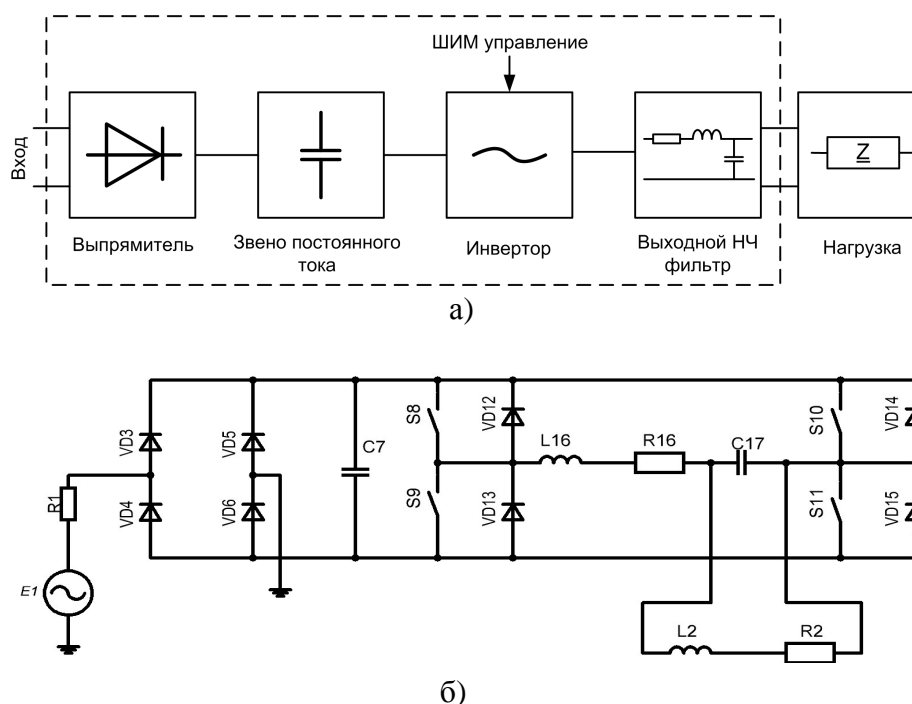 ШИМ управление
Вход
Z
Выпрямитель
Звено постоянного
тока
Инвертор
Выходной НЧ
фильтр
Нагрузка
а)
VD3
VD5
C7
S8
VD12
L16
R16
C17
S10
VD14
R1
VD4
VD6
S9
VD13
S11
VD15
E1
L2
R2
б)